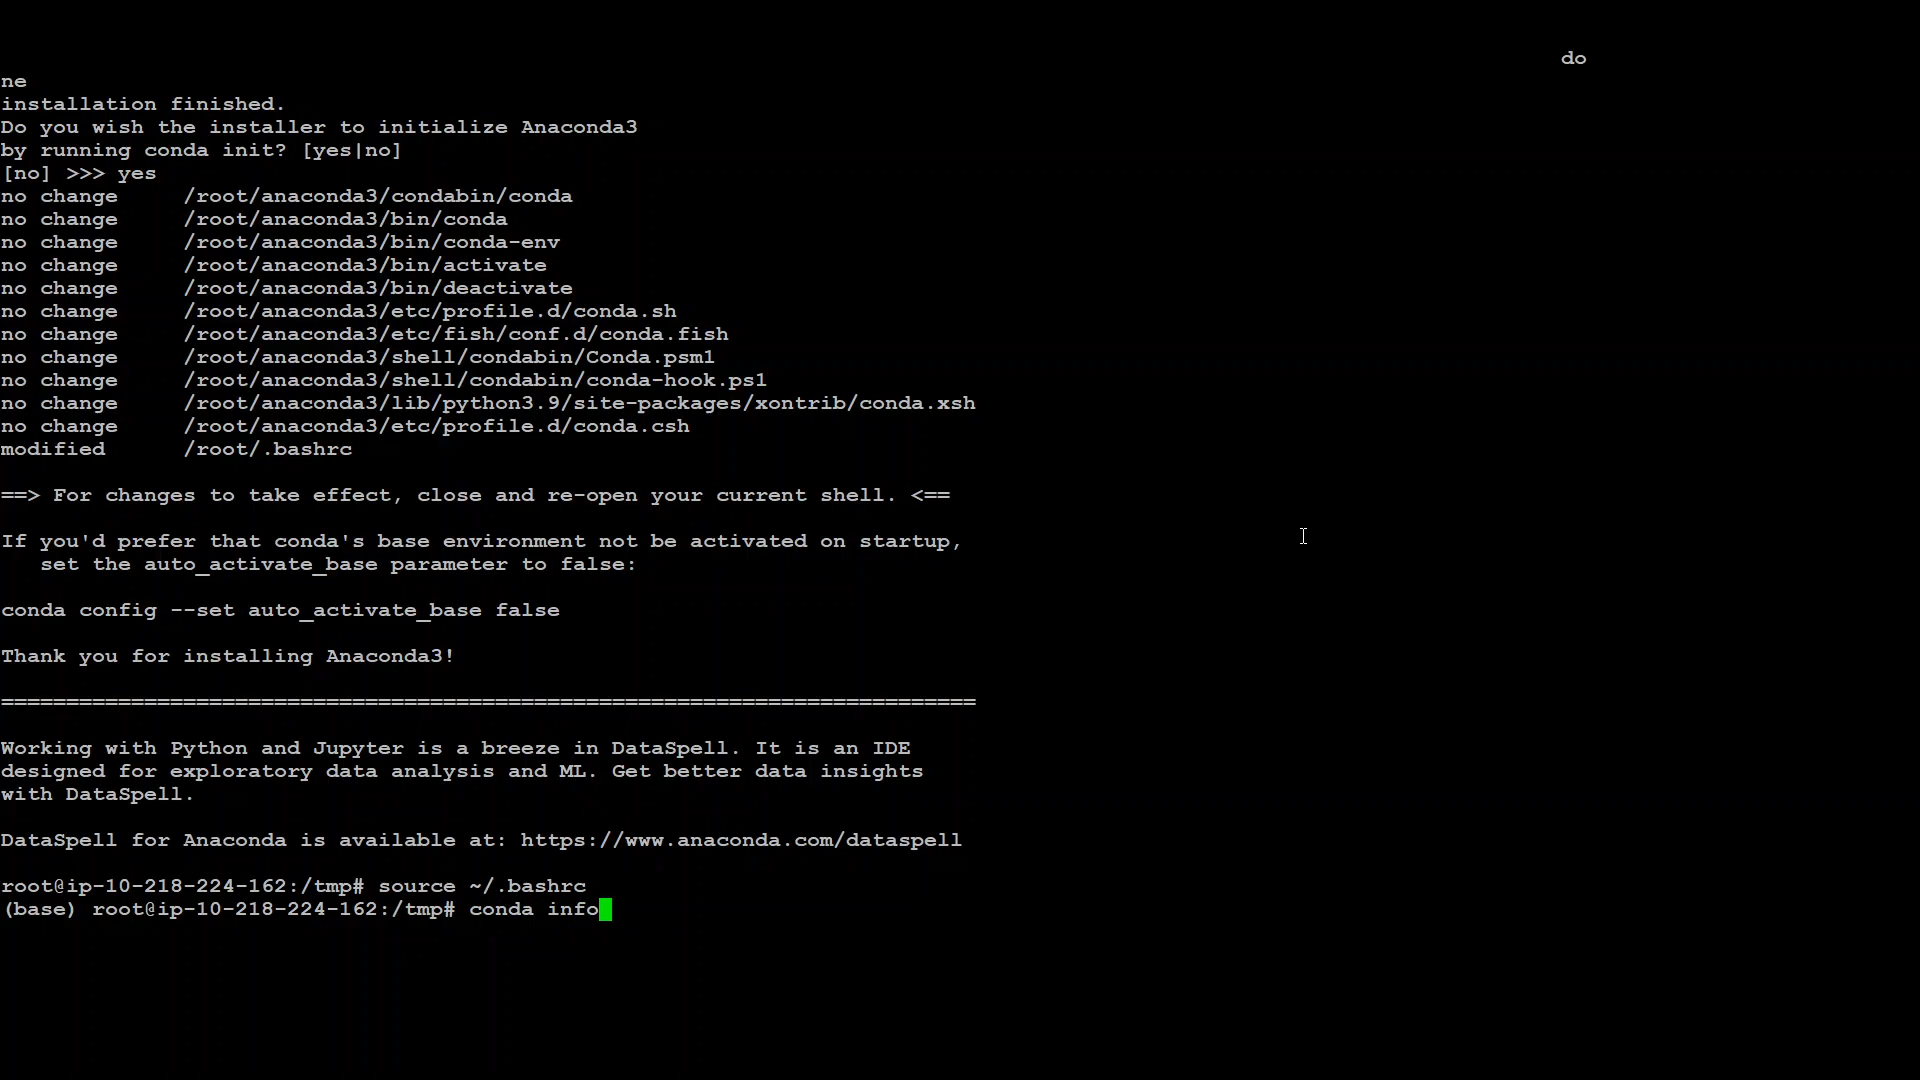 do
ne
installation finished.
Do you wish the installer to initialize Anaconda3
by running conda init? [yes|no]
[no] >>> yes
no change     /root/anaconda3/condabin/conda
no change     /root/anaconda3/bin/conda
no change     /root/anaconda3/bin/conda-env
no change     /root/anaconda3/bin/activate
no change     /root/anaconda3/bin/deactivate
no change     /root/anaconda3/etc/profile.d/conda.sh
no change     /root/anaconda3/etc/fish/conf.d/conda.fish
no change     /root/anaconda3/shell/condabin/Conda.psm1
no change     /root/anaconda3/shell/condabin/conda-hook.ps1
no change     /root/anaconda3/lib/python3.9/site-packages/xontrib/conda.xsh
no change     /root/anaconda3/etc/profile.d/conda.csh
modified      /root/.bashrc
==> For changes to take effect, close and re-open your current shell. <==
If you'd prefer that conda's base environment not be activated on startup,
   set the auto_activate_base parameter to false:
conda config --set auto_activate_base false
Thank you for installing Anaconda3!
===========================================================================
Working with Python and Jupyter is a breeze in DataSpell. It is an IDE
designed for exploratory data analysis and ML. Get better data insights
with DataSpell.
DataSpell for Anaconda is available at: https://www.anaconda.com/dataspell
root@ip-10-218-224-162:/tmp# source ~/.bashrc
(base) root@ip-10-218-224-162:/tmp# conda info